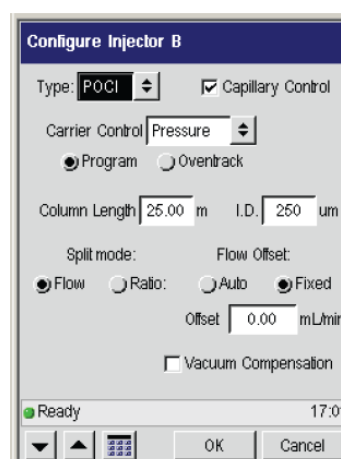 Configure Injector B
Type: POCI Capillary Control
Carrier Control Pressure
Program Oventrack
Column Length 25.00 m I.D. 250 um
Split mode: Flow Offset:
Flow Ratio: Auto Fixed
Offset 0.00 mL/min
Vacuum Compensation
Ready 17:0
OK Cancel